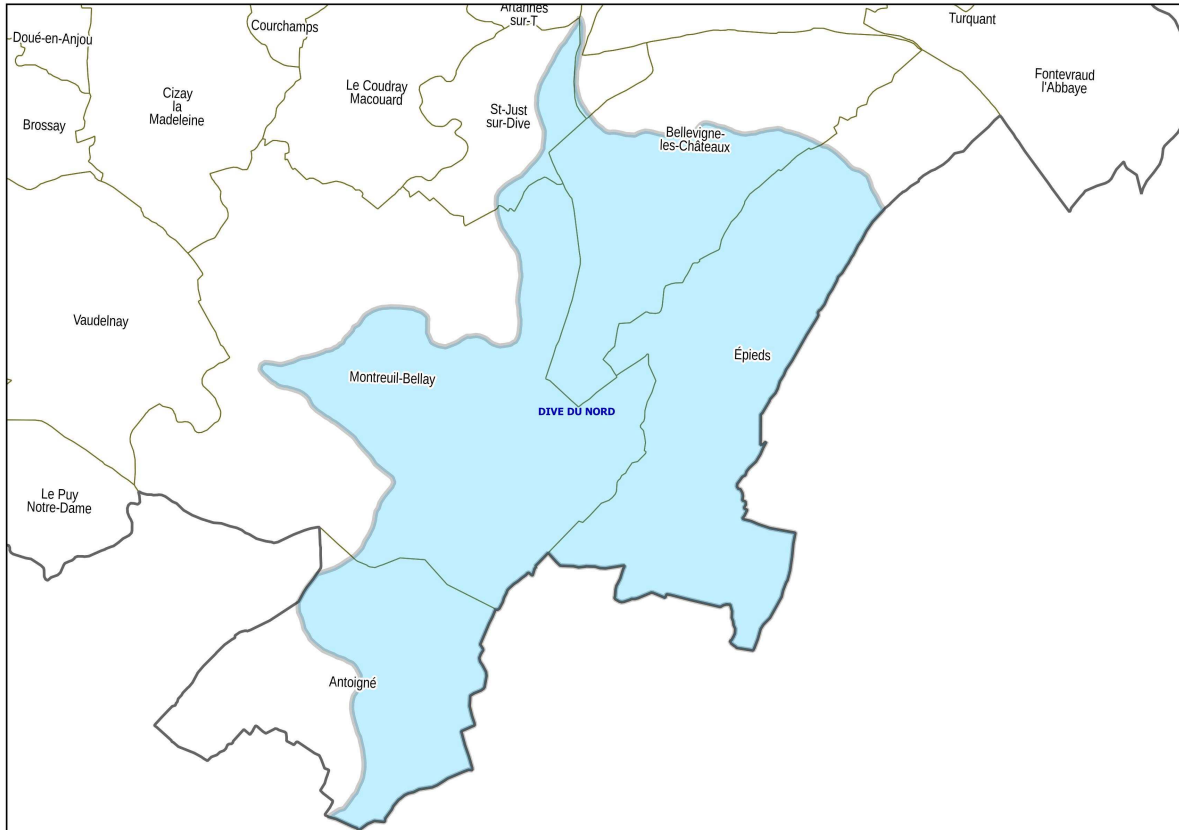 Artannes
sur-T
Turquant
Courchamps
Doué-en-Anjou
Fontevraud
l'Abbaye
Le Coudray
Macouard
Cizay
la
Madeleine
St-Just
sur-Dive
Brossay
Bellevigne-
les-Châteaux
Vaudelnay
Épieds
Montreuil-Bellay
DIVE DU NORD
Le Puy
Notre-Dame
Antoigné